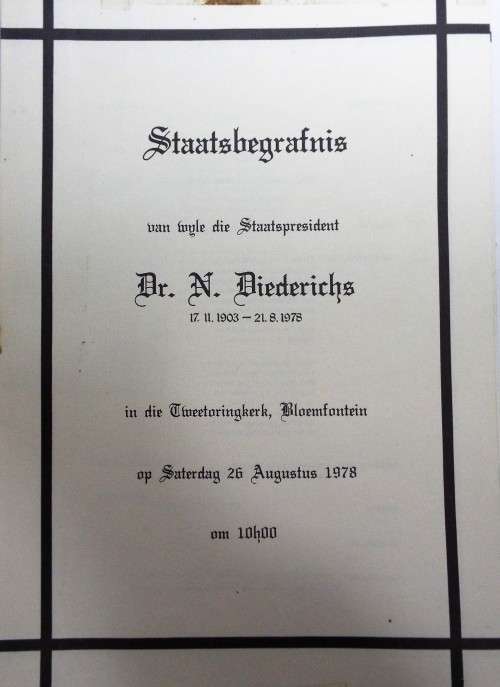 Staatsbegrafnis
van wyle die Staatspresident
Dr. N. Diederichs
17. 11. 1903 – 21. 8. 1978
in die Tweetoringkerk, Bloemfontein
op Saterdag 26 Augustus 1978
om 10h00